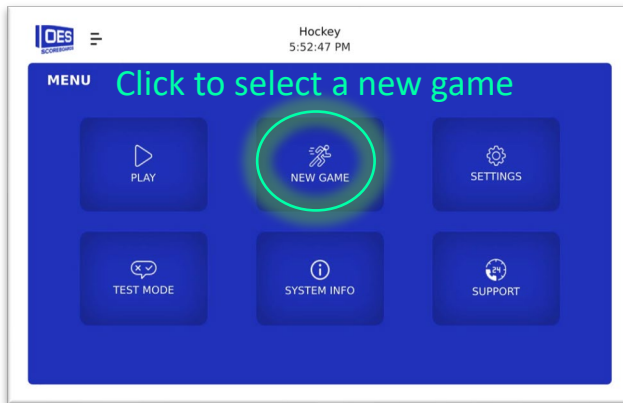 OES
SCOREBOARDS
Hockey
5:52:47 PM
MENU
Click to select a new game
PLAY
NEW GAME
SETTINGS
TEST MODE
24
SYSTEM INFO
SUPPORT